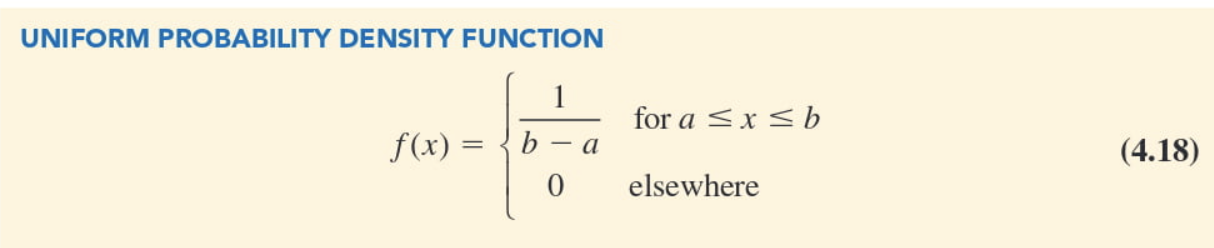 UNIFORM PROBABILITY DENSITY FUNCTION
f(x) = { 1 / (b − a) for a ≤ x ≤ b
0 elsewhere
(4.18)